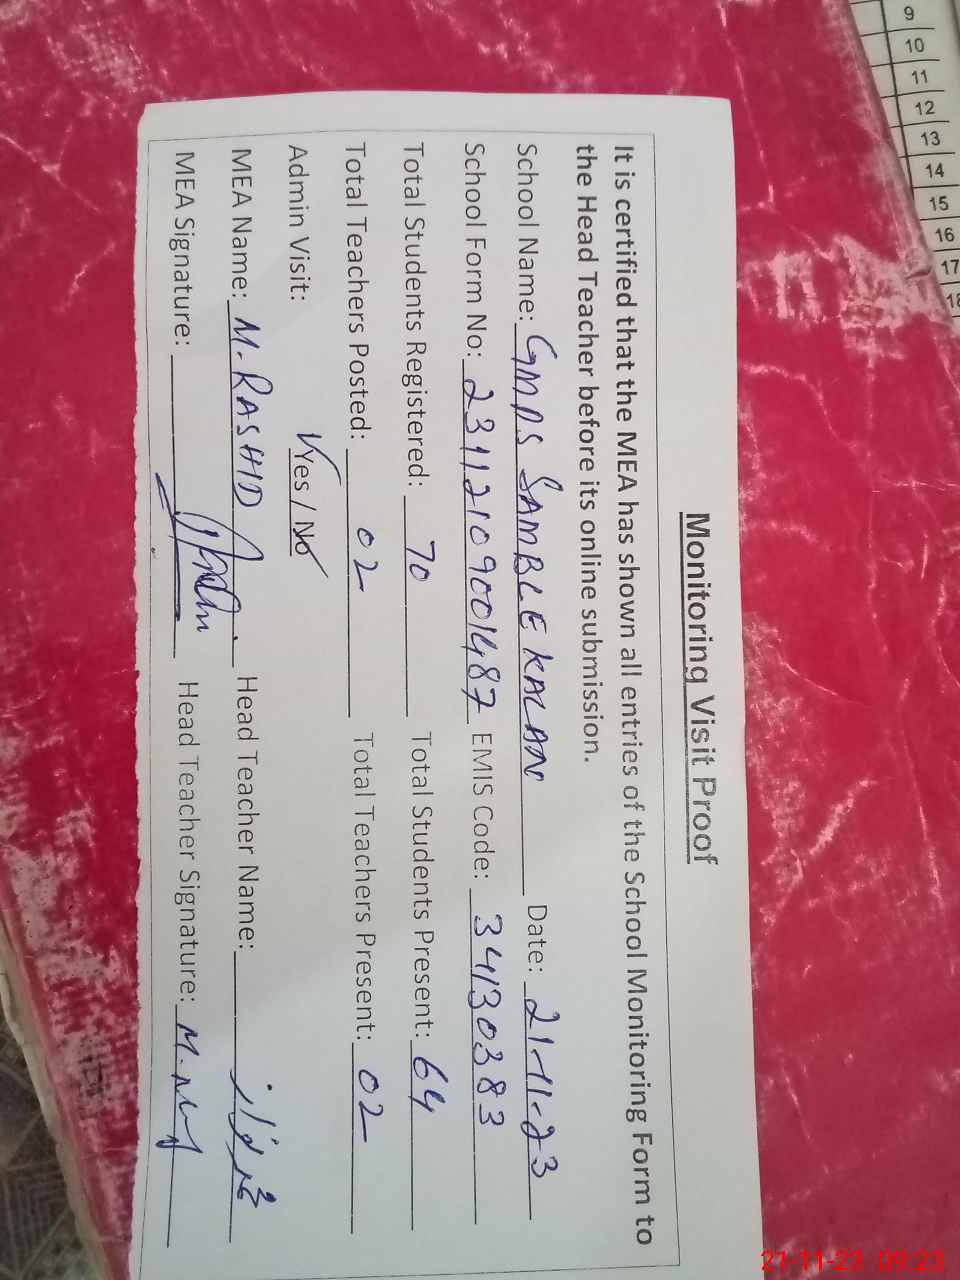 Monitoring Visit Proof
It is certified that the MEA has shown all entries of the School Monitoring Form to
the Head Teacher before its online submission.
School Name: GMPS SAMBLE KALAN Date: 21-11-23
School Form No: 23112109001487 EMIS Code: 34130383
Total Students Registered: 70 Total Students Present: 64
Total Teachers Posted: 02 Total Teachers Present: 02
Admin Visit: Yes / No
MEA Name: M. RASHID Head Teacher Name:
MEA Signature: Head Teacher Signature:
9
10
11
12
13
14
15
16
17
18
21-11-23 09:23